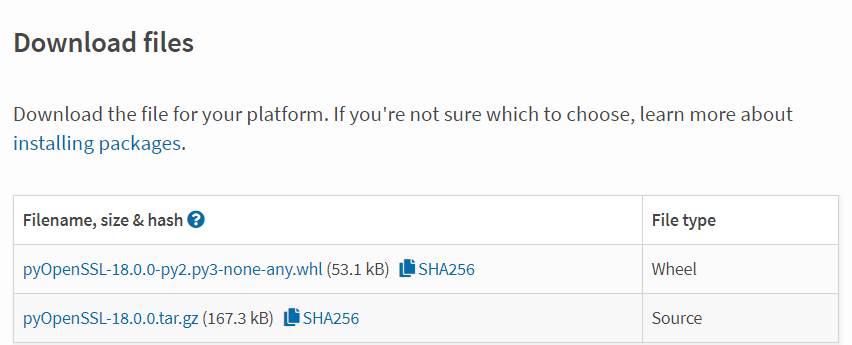 Download files
Download the file for your platform. If you're not sure which to choose, learn more about
installing packages.
Filename, size & hash ? File type
pyOpenSSL-18.0.0-py2.py3-none-any.whl (53.1 kB) SHA256 Wheel
pyOpenSSL-18.0.0.tar.gz (167.3 kB) SHA256 Source